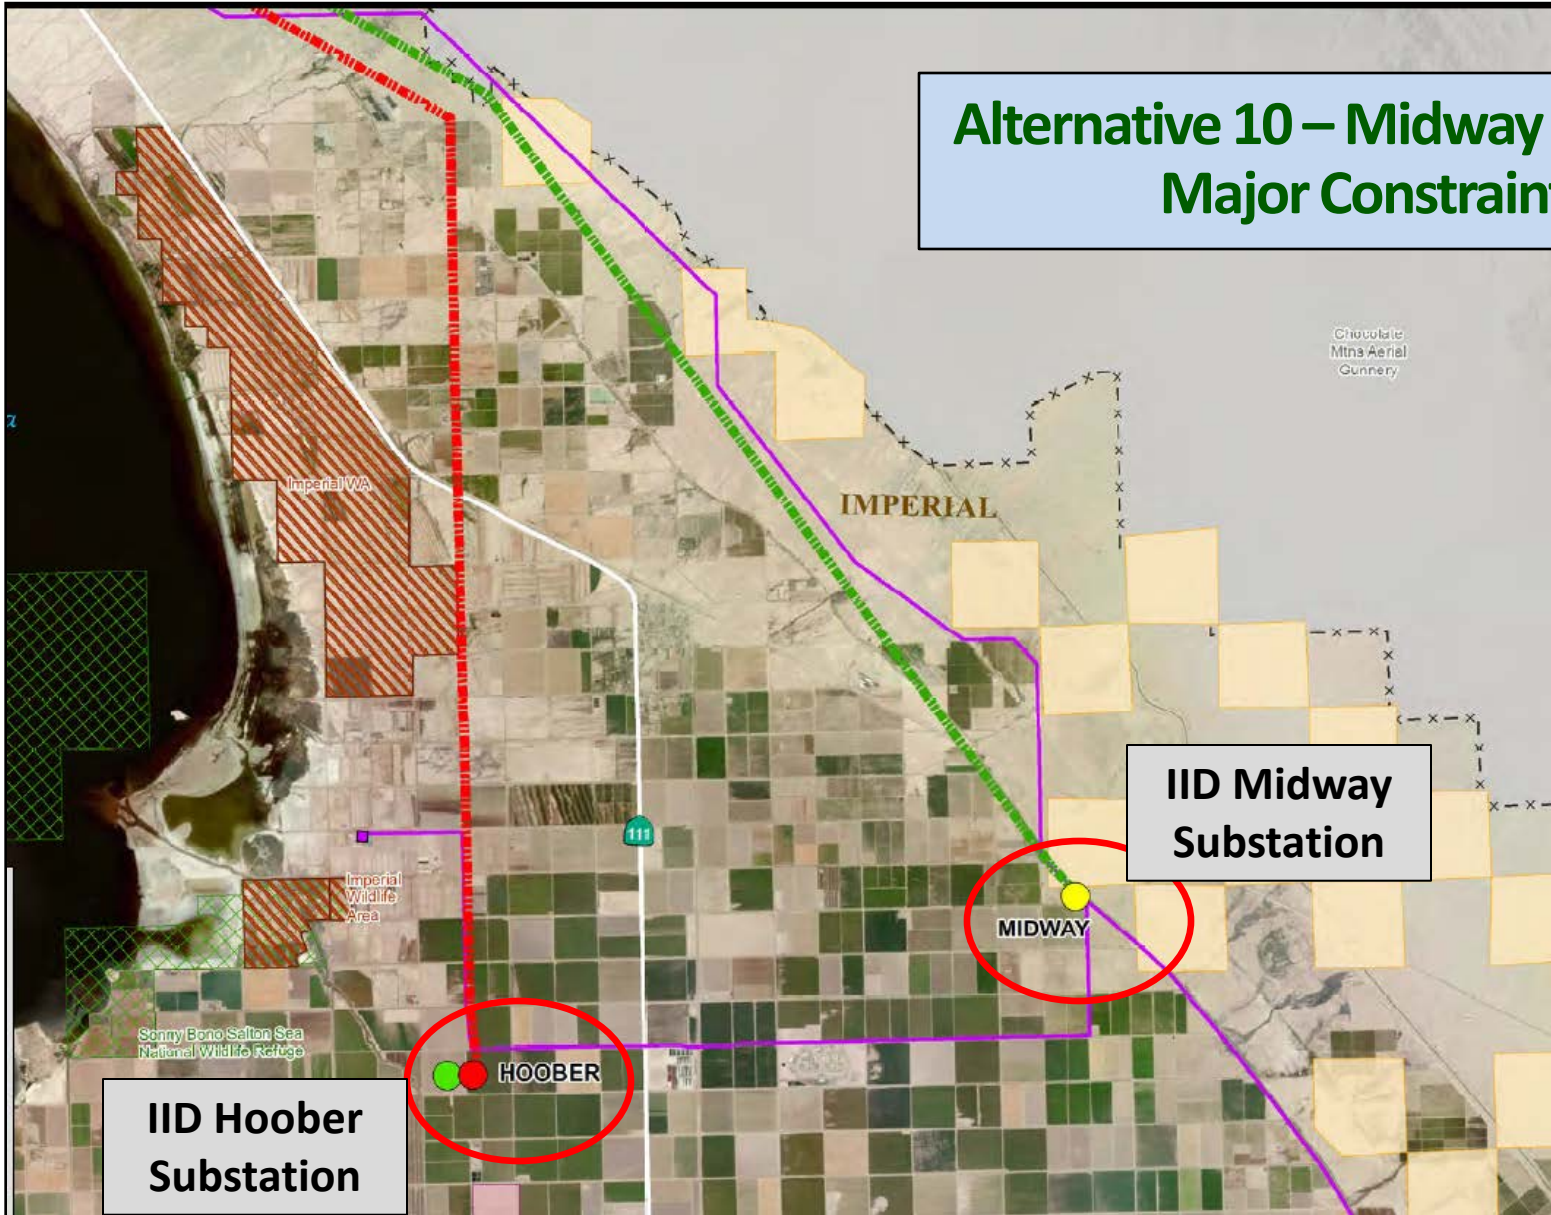 Alternative 10 – Midway
Major Constraint
Chocolate
Mtns Aerial
Gunnery
Imperial WA
IMPERIAL
111
IID Midway
Substation
Imperial
Wildlife
Area
MIDWAY
Sonny Bono Salton Sea
National Wildlife Refuge
HOOBER
IID Hoober
Substation